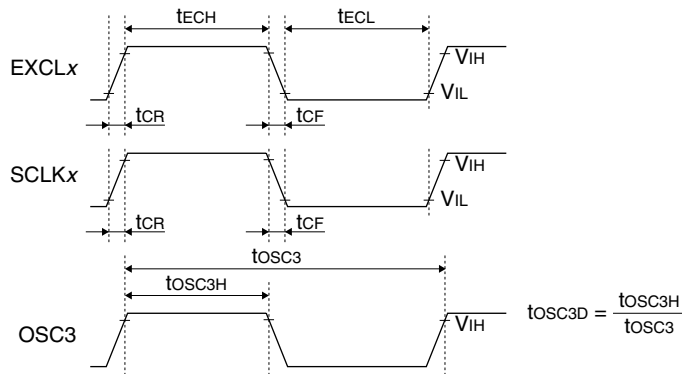 tECH tECL
EXCLx VIH
VIL
tCR tCF
SCLKx VIH
VIL
tCR tCF
tOSC3
tOSC3H
OSC3 VIH
tOSC3D = tOSC3H / tOSC3